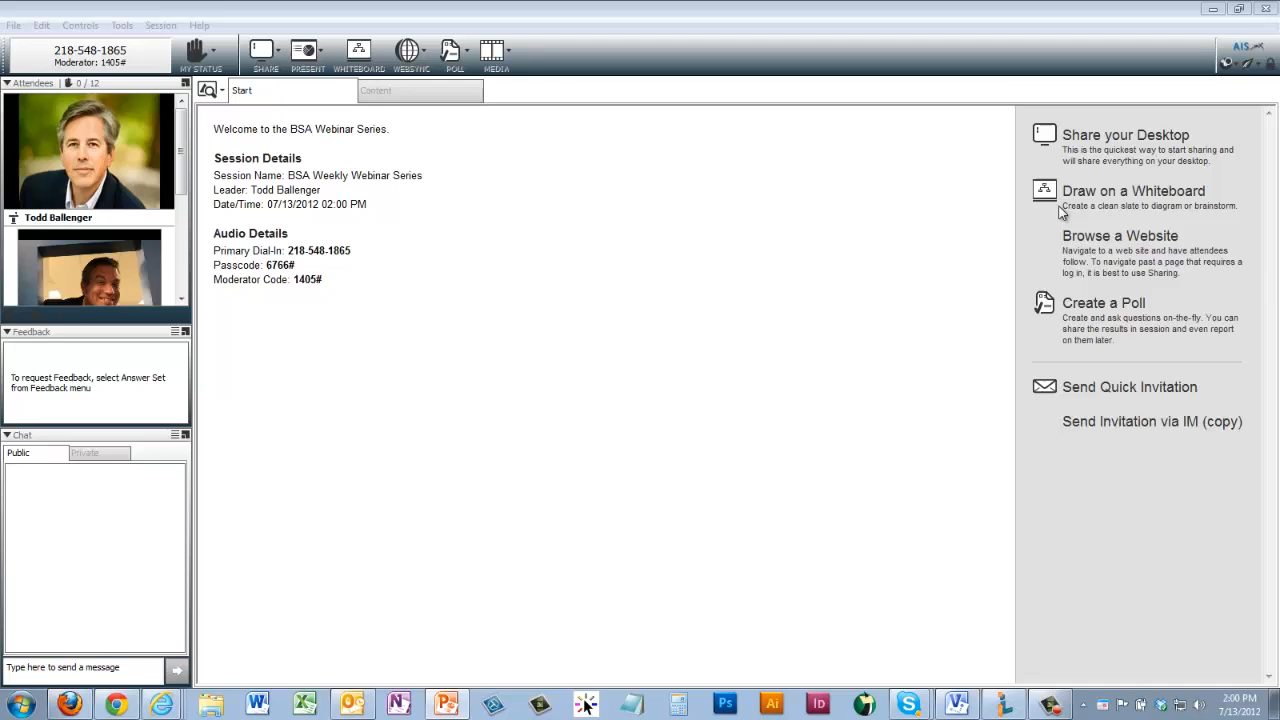 File Edit Controls Tools Session Help
218-548-1865
Moderator: 1405#
MY STATUS SHARE PRESENT WHITEBOARD WEBSYNC POLL MEDIA
AIS
Attendees 0 / 12
Start Content
Todd Ballenger
Feedback
To request Feedback, select Answer Set
from Feedback menu
Chat
Public Private
Type here to send a message
Welcome to the BSA Webinar Series.
Session Details
Session Name: BSA Weekly Webinar Series
Leader: Todd Ballenger
Date/Time: 07/13/2012 02:00 PM
Audio Details
Primary Dial-In: 218-548-1865
Passcode: 6766#
Moderator Code: 1405#
Share your Desktop
This is the quickest way to start sharing and
will share everything on your desktop.
Draw on a Whiteboard
Create a clean slate to diagram or brainstorm.
Browse a Website
Navigate to a web site and have attendees
follow. To navigate past a page that requires a
log in, it is best to use Sharing.
Create a Poll
Create and ask questions on-the-fly. You can
share the results in session and even report
on them later.
Send Quick Invitation
Send Invitation via IM (copy)
2:00 PM
7/13/2012